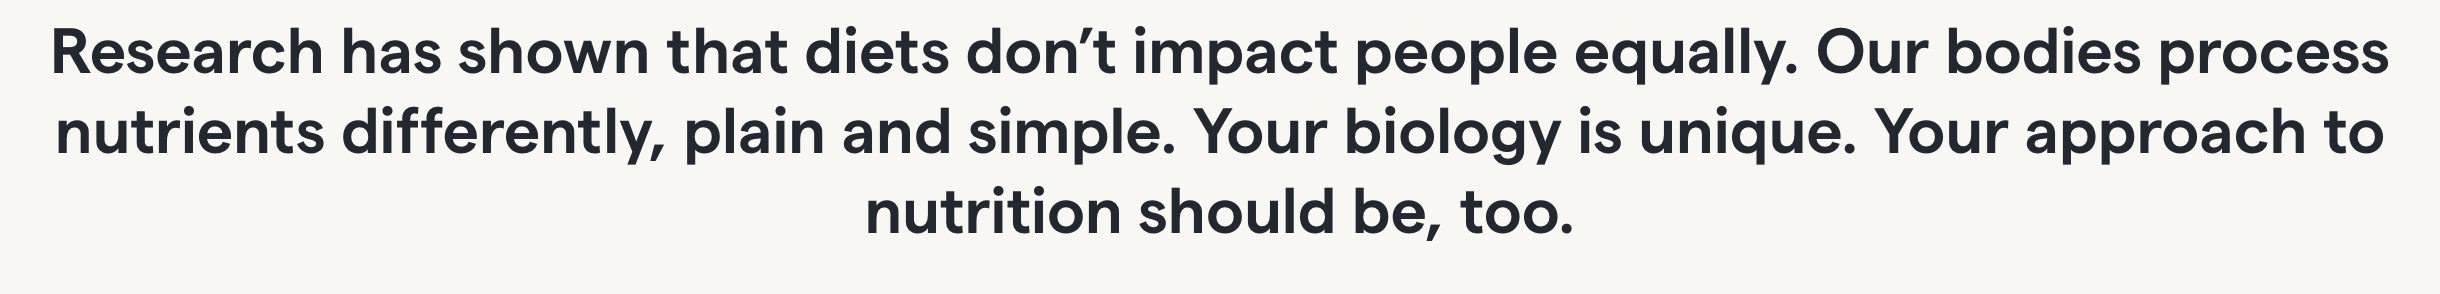 Research has shown that diets don’t impact people equally. Our bodies process
nutrients differently, plain and simple. Your biology is unique. Your approach to
nutrition should be, too.